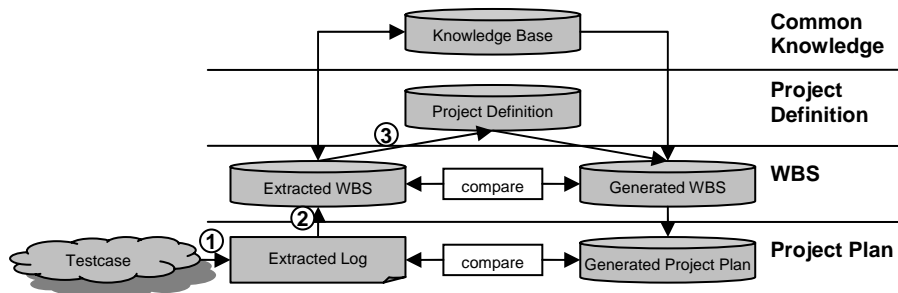 Knowledge Base
Common
Knowledge
Project Definition
Project
Definition
3
Extracted WBS
compare
Generated WBS
WBS
2
1
Testcase
Extracted Log
compare
Generated Project Plan
Project Plan